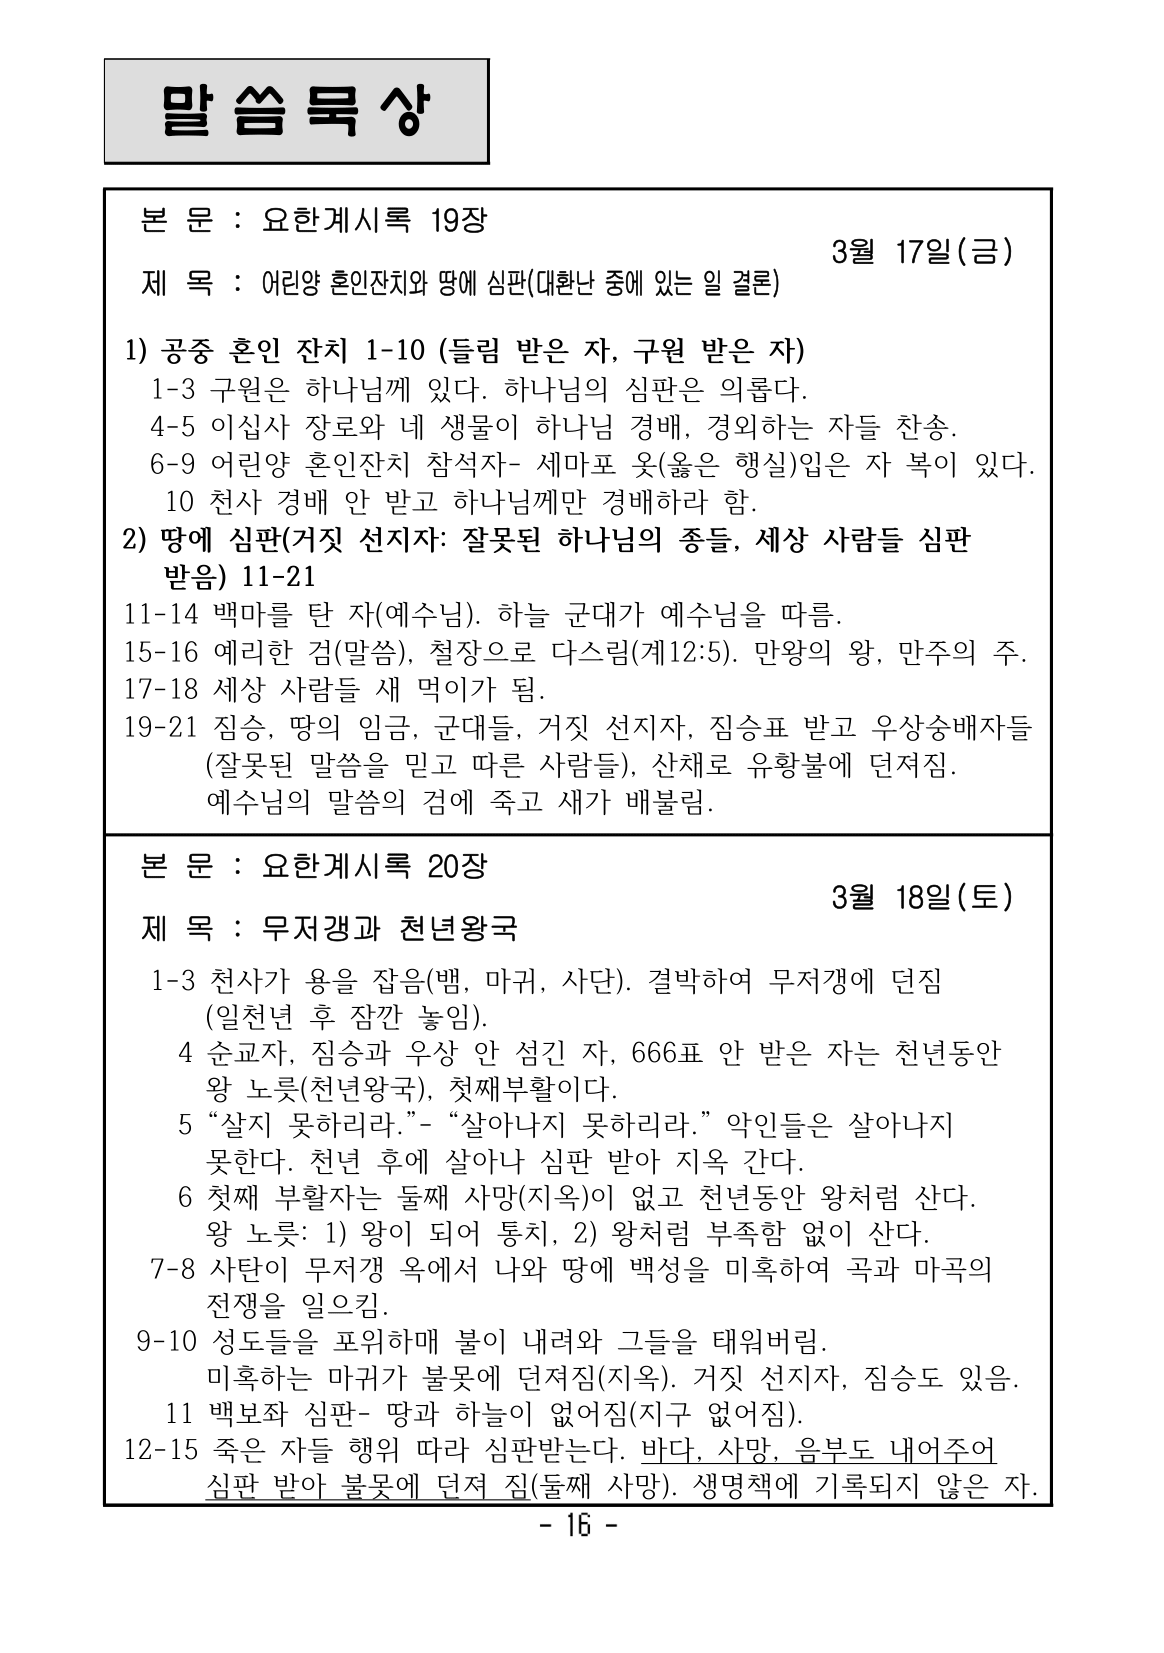 말씀묵상
본 문 : 요한계시록 19장
3월 17일(금)
제 목 : 어린양 혼인잔치와 땅에 심판(대환난 중에 있는 일 결론)
1) 공중 혼인 잔치 1-10 (들림 받은 자, 구원 받은 자)
1-3 구원은 하나님께 있다. 하나님의 심판은 의롭다.
4-5 이십사 장로와 네 생물이 하나님 경배, 경외하는 자들 찬송.
6-9 어린양 혼인잔치 참석자- 세마포 옷(옳은 행실)입은 자 복이 있다.
10 천사 경배 안 받고 하나님께만 경배하라 함.
2) 땅에 심판(거짓 선지자: 잘못된 하나님의 종들, 세상 사람들 심판
받음) 11-21
11-14 백마를 탄 자(예수님). 하늘 군대가 예수님을 따름.
15-16 예리한 검(말씀), 철장으로 다스림(계12:5). 만왕의 왕, 만주의 주.
17-18 세상 사람들 새 먹이가 됨.
19-21 짐승, 땅의 임금, 군대들, 거짓 선지자, 짐승표 받고 우상숭배자들
(잘못된 말씀을 믿고 따른 사람들), 산채로 유황불에 던져짐.
예수님의 말씀의 검에 죽고 새가 배불림.
본 문 : 요한계시록 20장
3월 18일(토)
제 목 : 무저갱과 천년왕국
1-3 천사가 용을 잡음(뱀, 마귀, 사단). 결박하여 무저갱에 던짐
(일천년 후 잠깐 놓임).
4 순교자, 짐승과 우상 안 섬긴 자, 666표 안 받은 자는 천년동안
왕 노릇(천년왕국), 첫째부활이다.
5 “살지 못하리라.”- “살아나지 못하리라.” 악인들은 살아나지
못한다. 천년 후에 살아나 심판 받아 지옥 간다.
6 첫째 부활자는 둘째 사망(지옥)이 없고 천년동안 왕처럼 산다.
왕 노릇: 1) 왕이 되어 통치, 2) 왕처럼 부족함 없이 산다.
7-8 사탄이 무저갱 옥에서 나와 땅에 백성을 미혹하여 곡과 마곡의
전쟁을 일으킴.
9-10 성도들을 포위하매 불이 내려와 그들을 태워버림.
미혹하는 마귀가 불못에 던져짐(지옥). 거짓 선지자, 짐승도 있음.
11 백보좌 심판- 땅과 하늘이 없어짐(지구 없어짐).
12-15 죽은 자들 행위 따라 심판받는다. 바다, 사망, 음부도 내어주어
심판 받아 불못에 던져 짐(둘째 사망). 생명책에 기록되지 않은 자.
- 16 -